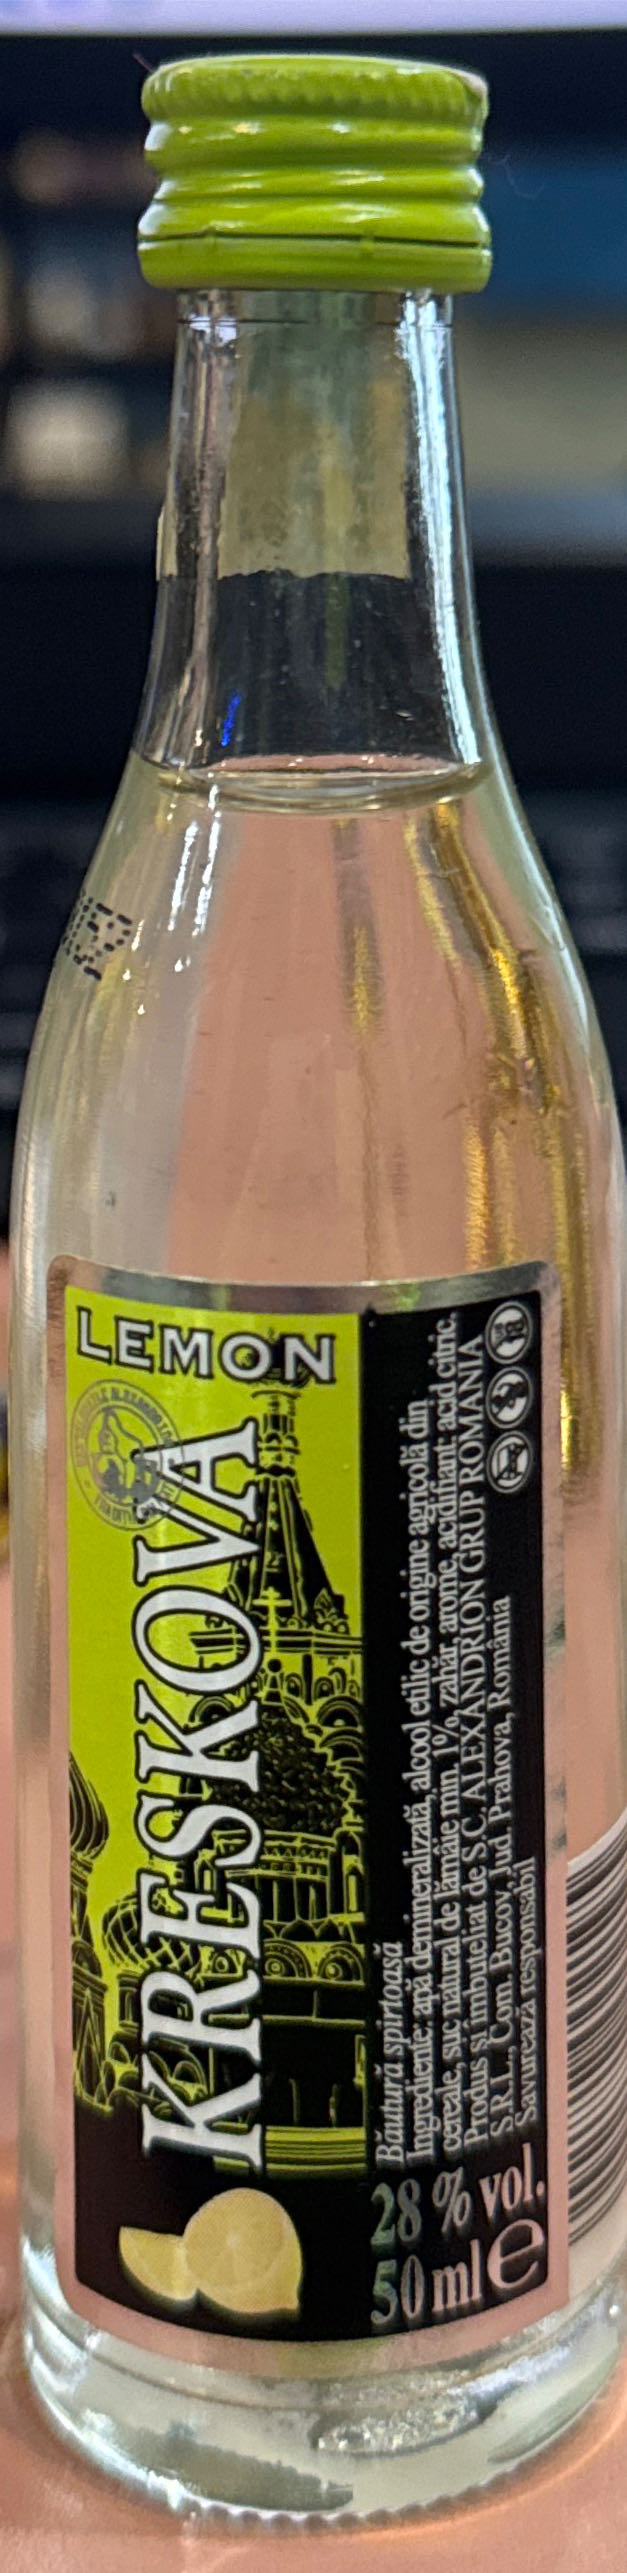 LEMON
KRESKOVA
Băutură spirtoasă
Ingrediente: apă demineralizată, alcool etilic de origine agricolă din
cereale, suc natural de lămâie min. 1%, zahăr, arome, acidifiant: acid citric.
Produs și îmbuteliat de S.C. ALEXANDRION GRUP ROMÂNIA
S.R.L., Com. Bucov, Jud. Prahova, România
Savurează responsabil
28 % vol.
50 ml e